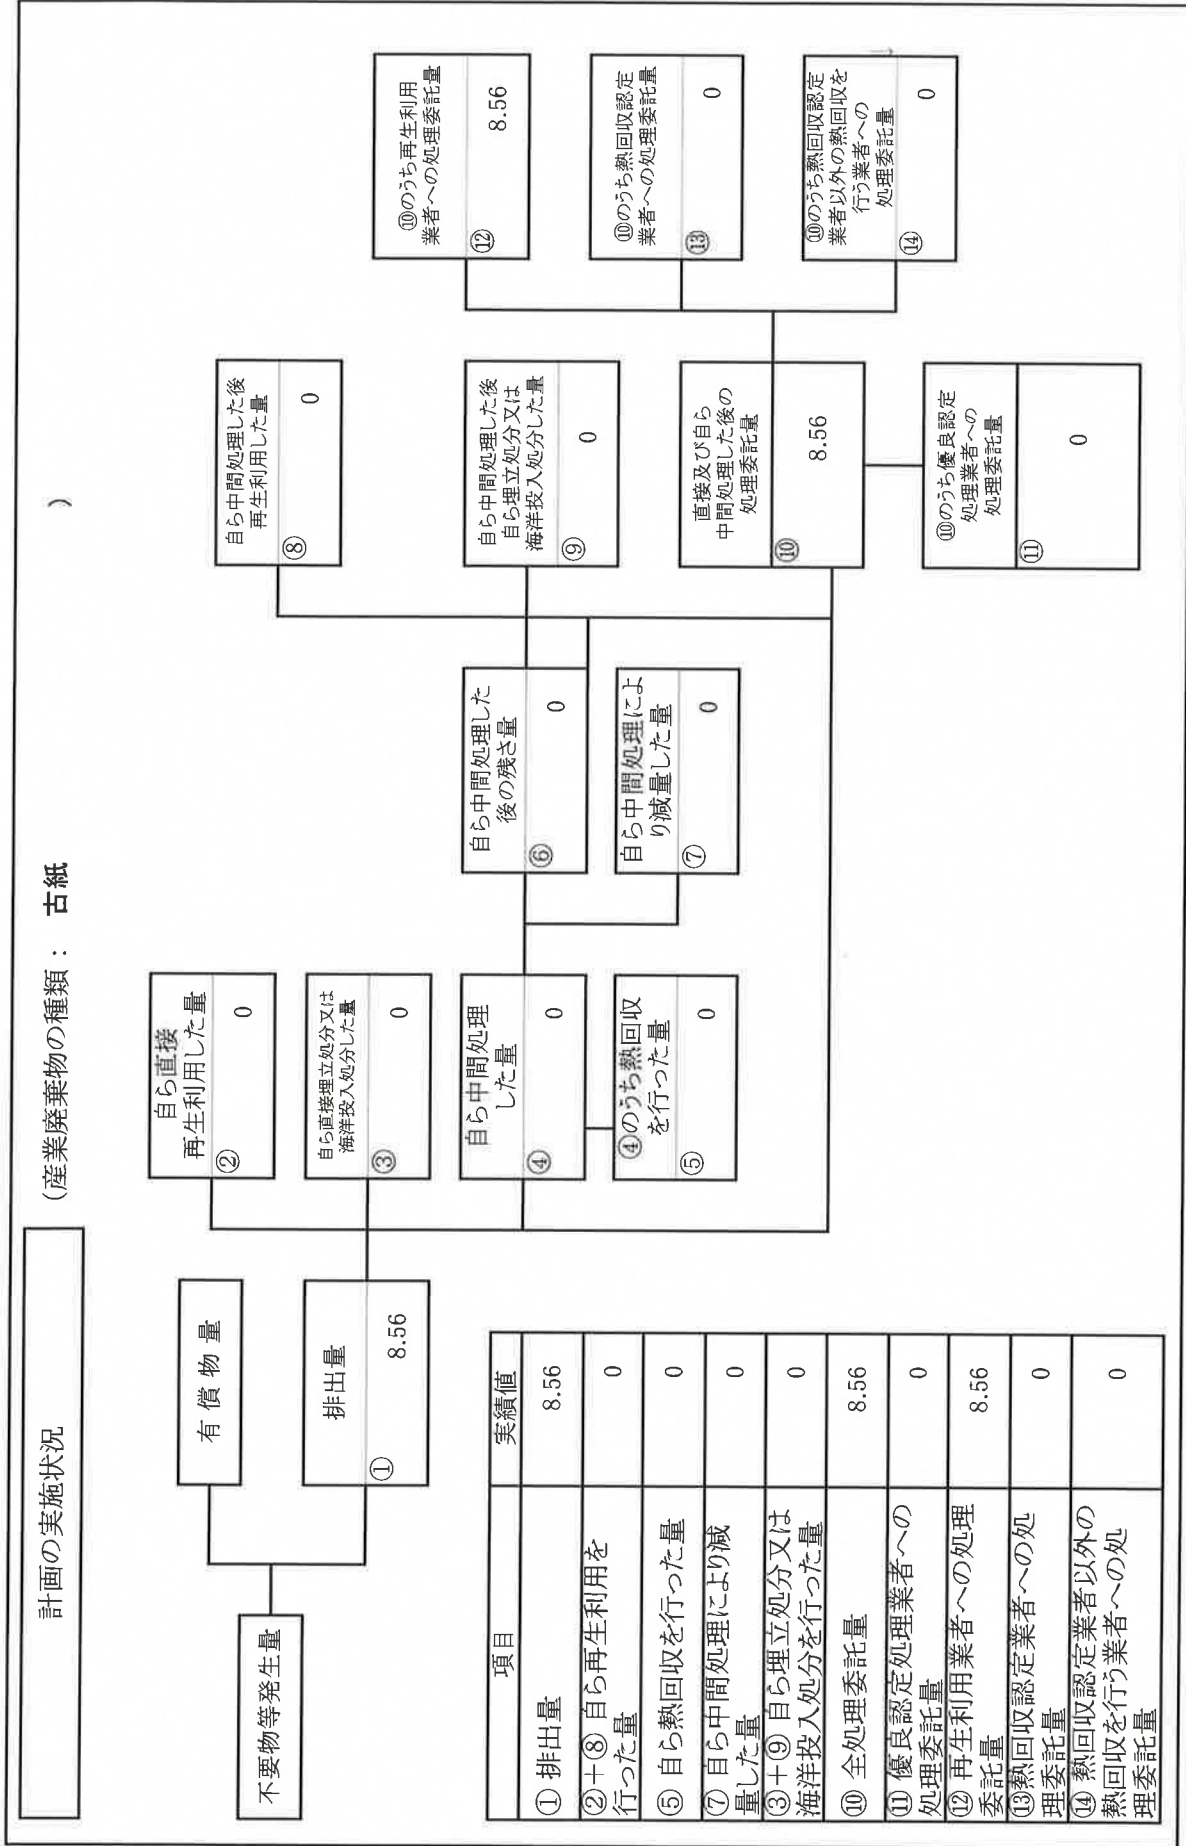 計画の実施状況
(産業廃棄物の種類： 古紙 )
不要物等発生量
有 償 物 量
排出量
①
8.56
自ら直接
再生利用した量
②
0
自ら直接埋立処分又は
海洋投入処分した量
③
0
自ら中間処理
した量
④
0
④のうち熱回収
を行った量
⑤
0
自ら中間処理した
後の残さ量
⑥
0
自ら中間処理によ
り減量した量
⑦
0
自ら中間処理した後
再生利用した量
⑧
0
自ら中間処理した後
自ら埋立処分又は
海洋投入処分した量
⑨
0
直接及び自ら
中間処理した後の
処理委託量
⑩
8.56
⑩のうち優良認定
処理業者への
処理委託量
⑪
0
⑩のうち再生利用
業者への処理委託量
⑫
8.56
⑩のうち熱回収認定
業者への処理委託量
⑬
0
⑩のうち熱回収認定
業者以外の熱回収を
行う業者への
処理委託量
⑭
0
項目 実績値
① 排出量 8.56
②＋⑧ 自ら再生利用を
行った量 0
⑤ 自ら熱回収を行った量 0
⑦ 自ら中間処理により減
量した量 0
③＋⑨ 自ら埋立処分又は
海洋投入処分を行った量 0
⑩ 全処理委託量 8.56
⑪ 優良認定処理業者への
処理委託量 0
⑫ 再生利用業者への処理
委託量 8.56
⑬熱回収認定業者への処
理委託量 0
⑭ 熱回収認定業者以外の
熱回収を行う業者への処
理委託量 0